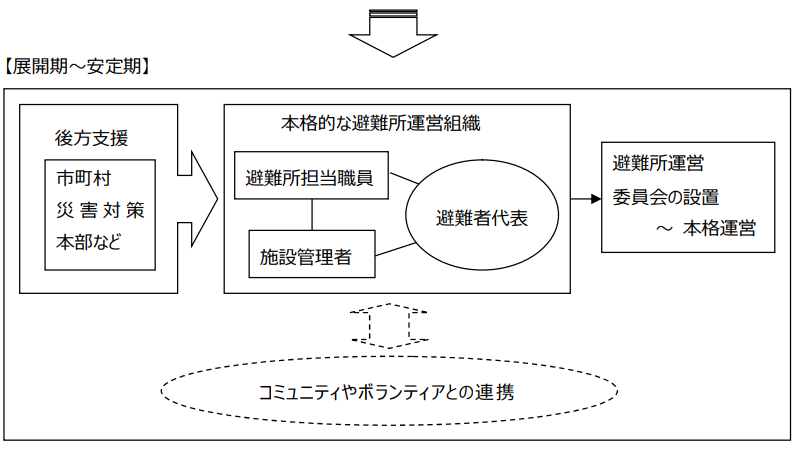 【展開期～安定期】
後方支援
市町村
災害対策
本部など
本格的な避難所運営組織
避難所担当職員
施設管理者
避難者代表
避難所運営
委員会の設置
～ 本格運営
コミュニティやボランティアとの連携